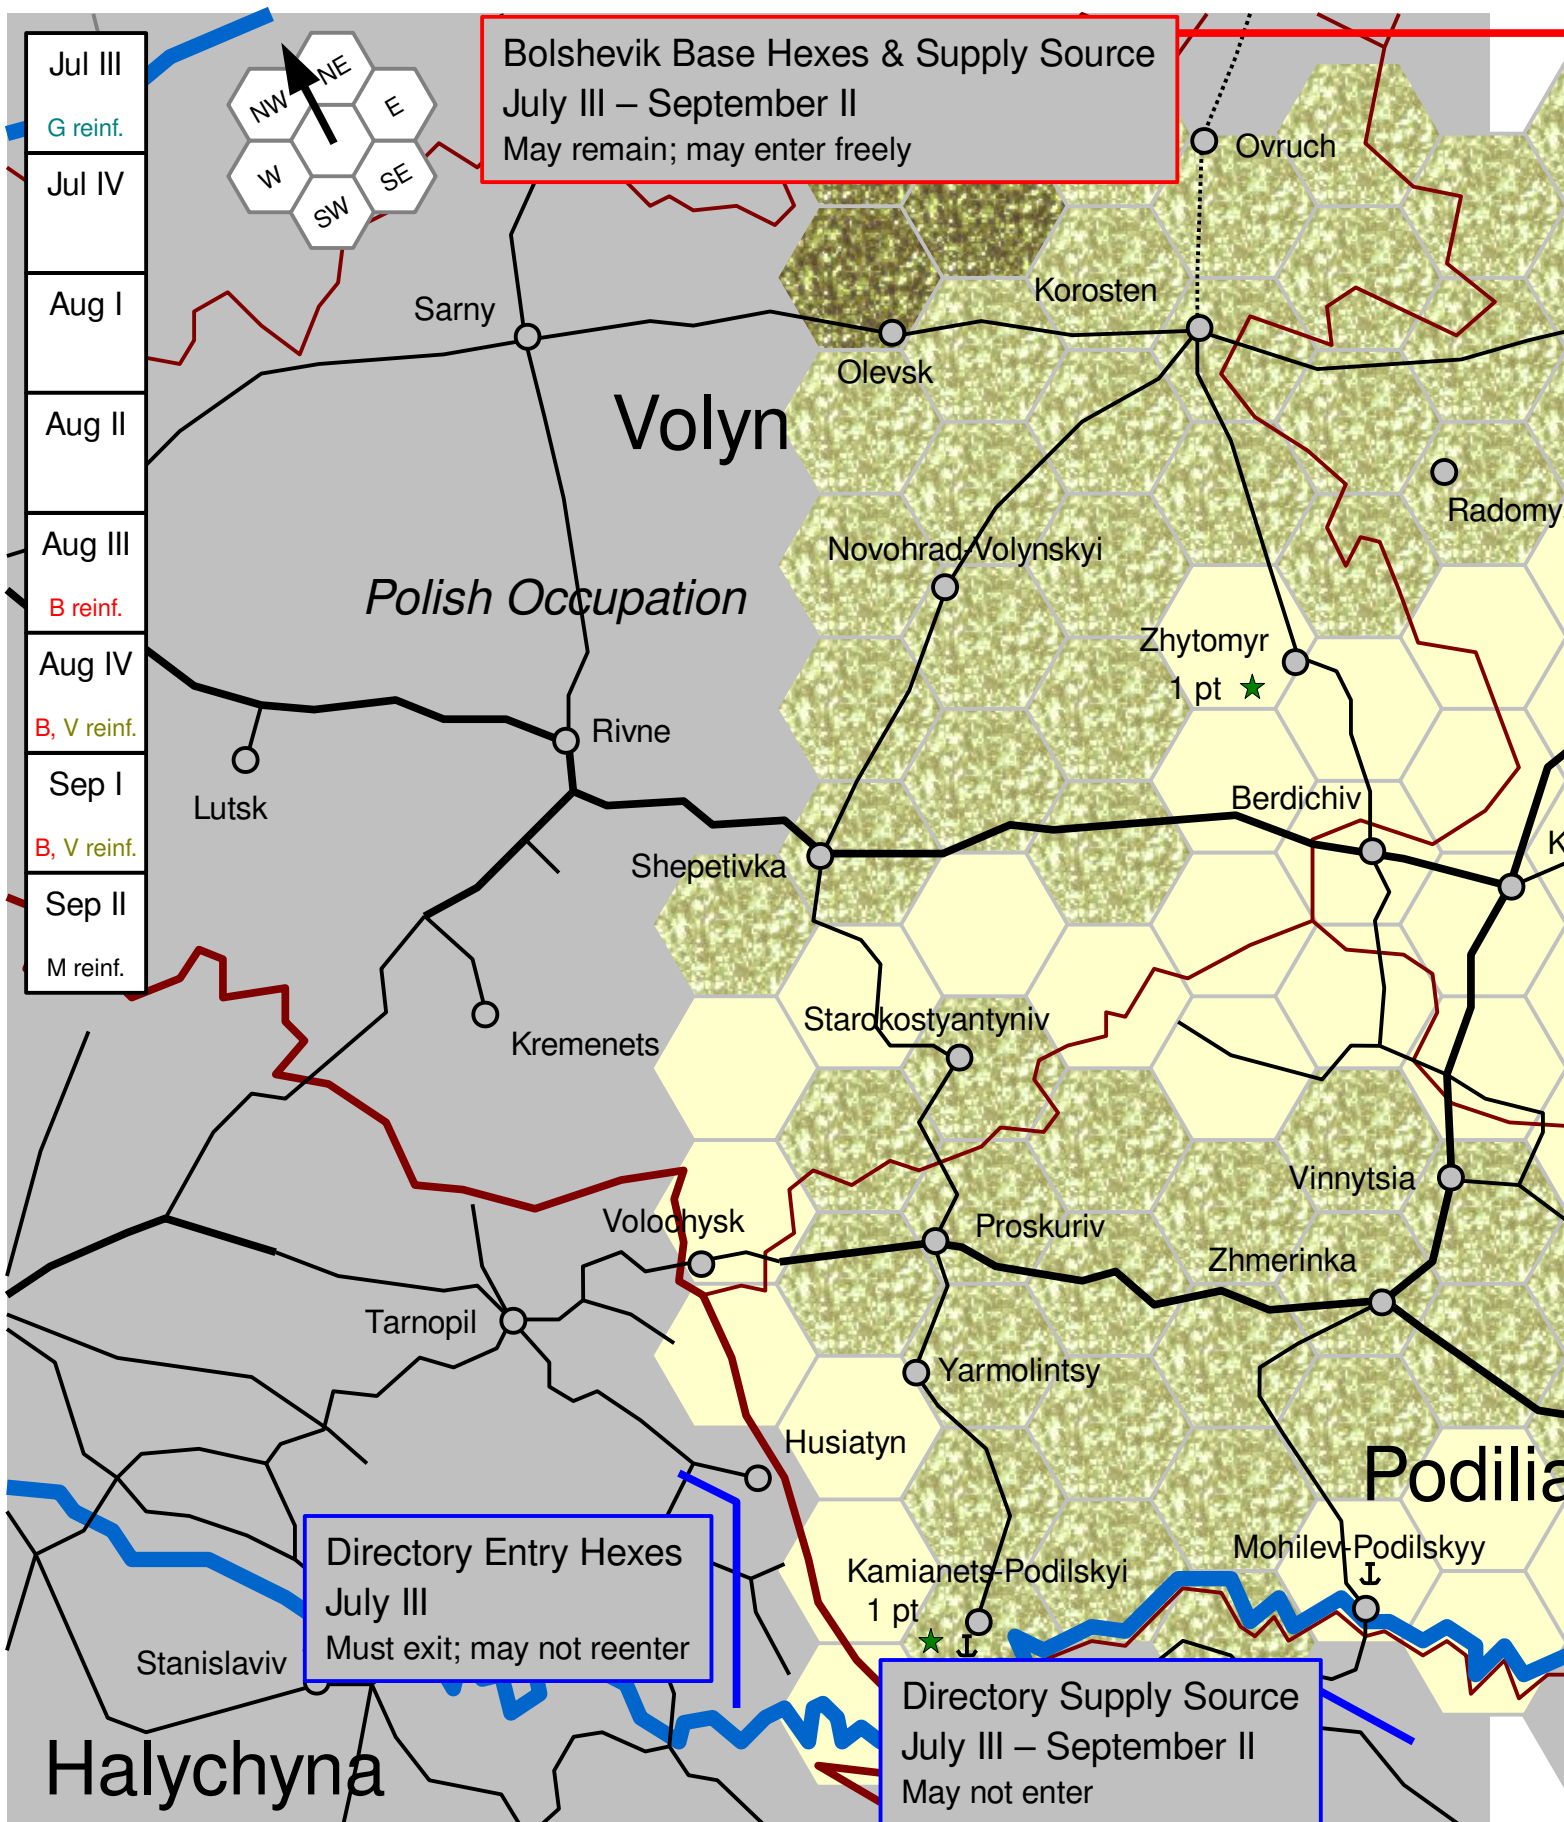 Jul III
G reinf.
Jul IV
Aug I
Aug II
Aug III
B reinf.
Aug IV
B, V reinf.
Sep I
B, V reinf.
Sep II
M reinf.
NW
NE
E
W
SE
SW
Bolshevik Base Hexes & Supply Source
July III – September II
May remain; may enter freely
Ovruch
Sarny
Korosten
Olevsk
Volyn
Radomy
Novohrad-Volynskyi
Polish Occupation
Zhytomyr
1 pt
Rivne
Lutsk
Berdichiv
K
Shepetivka
Starokostyantyniv
Kremenets
Vinnytsia
Volochysk
Proskuriv
Zhmerinka
Tarnopil
Yarmolintsy
Husiatyn
Podilia
Directory Entry Hexes
July III
Must exit; may not reenter
Mohilev-Podilskyy
Kamianets-Podilskyi
1 pt
Stanislaviv
Directory Supply Source
July III – September II
May not enter
Halychyna